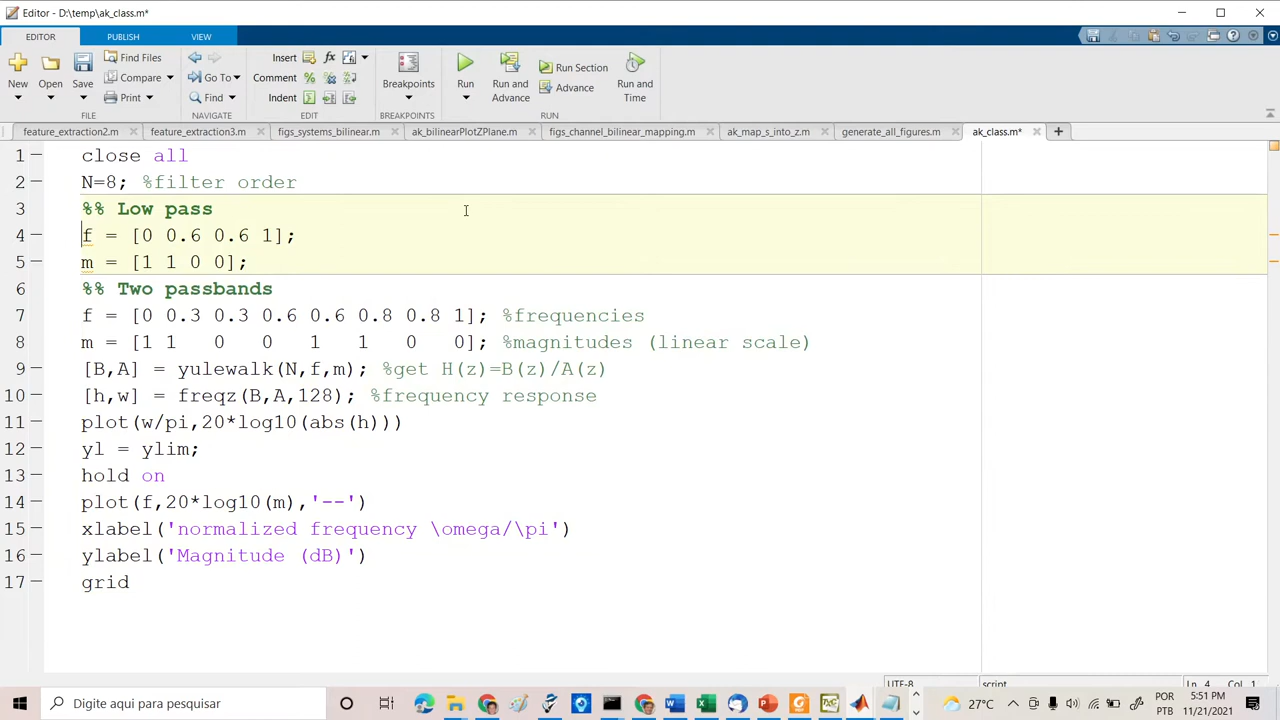 Editor - D:\temp\ak_class.m*
EDITOR PUBLISH VIEW
New Open Save Find Files Compare Print
Go To Find
Insert Comment Indent
Breakpoints
Run Run and Advance Run Section Advance Run and Time
FILE NAVIGATE EDIT BREAKPOINTS RUN
feature_extraction2.m feature_extraction3.m figs_systems_bilinear.m ak_bilinearPlotZPlane.m figs_channel_bilinear_mapping.m ak_map_s_into_z.m generate_all_figures.m ak_class.m*
1 close all
2 N=8; %filter order
3 %% Low pass
4 f = [0 0.6 0.6 1];
5 m = [1 1 0 0];
6 %% Two passbands
7 f = [0 0.3 0.3 0.6 0.6 0.8 0.8 1]; %frequencies
8 m = [1 1 0 0 1 1 0 0]; %magnitudes (linear scale)
9 [B,A] = yulewalk(N,f,m); %get H(z)=B(z)/A(z)
10 [h,w] = freqz(B,A,128); %frequency response
11 plot(w/pi,20*log10(abs(h)))
12 yl = ylim;
13 hold on
14 plot(f,20*log10(m),'--')
15 xlabel('normalized frequency \omega/\pi')
16 ylabel('Magnitude (dB)')
17 grid
UTF-8 script Ln 4 Col 1
Digite aqui para pesquisar
27°C
POR
PTB
5:51 PM
11/21/2021